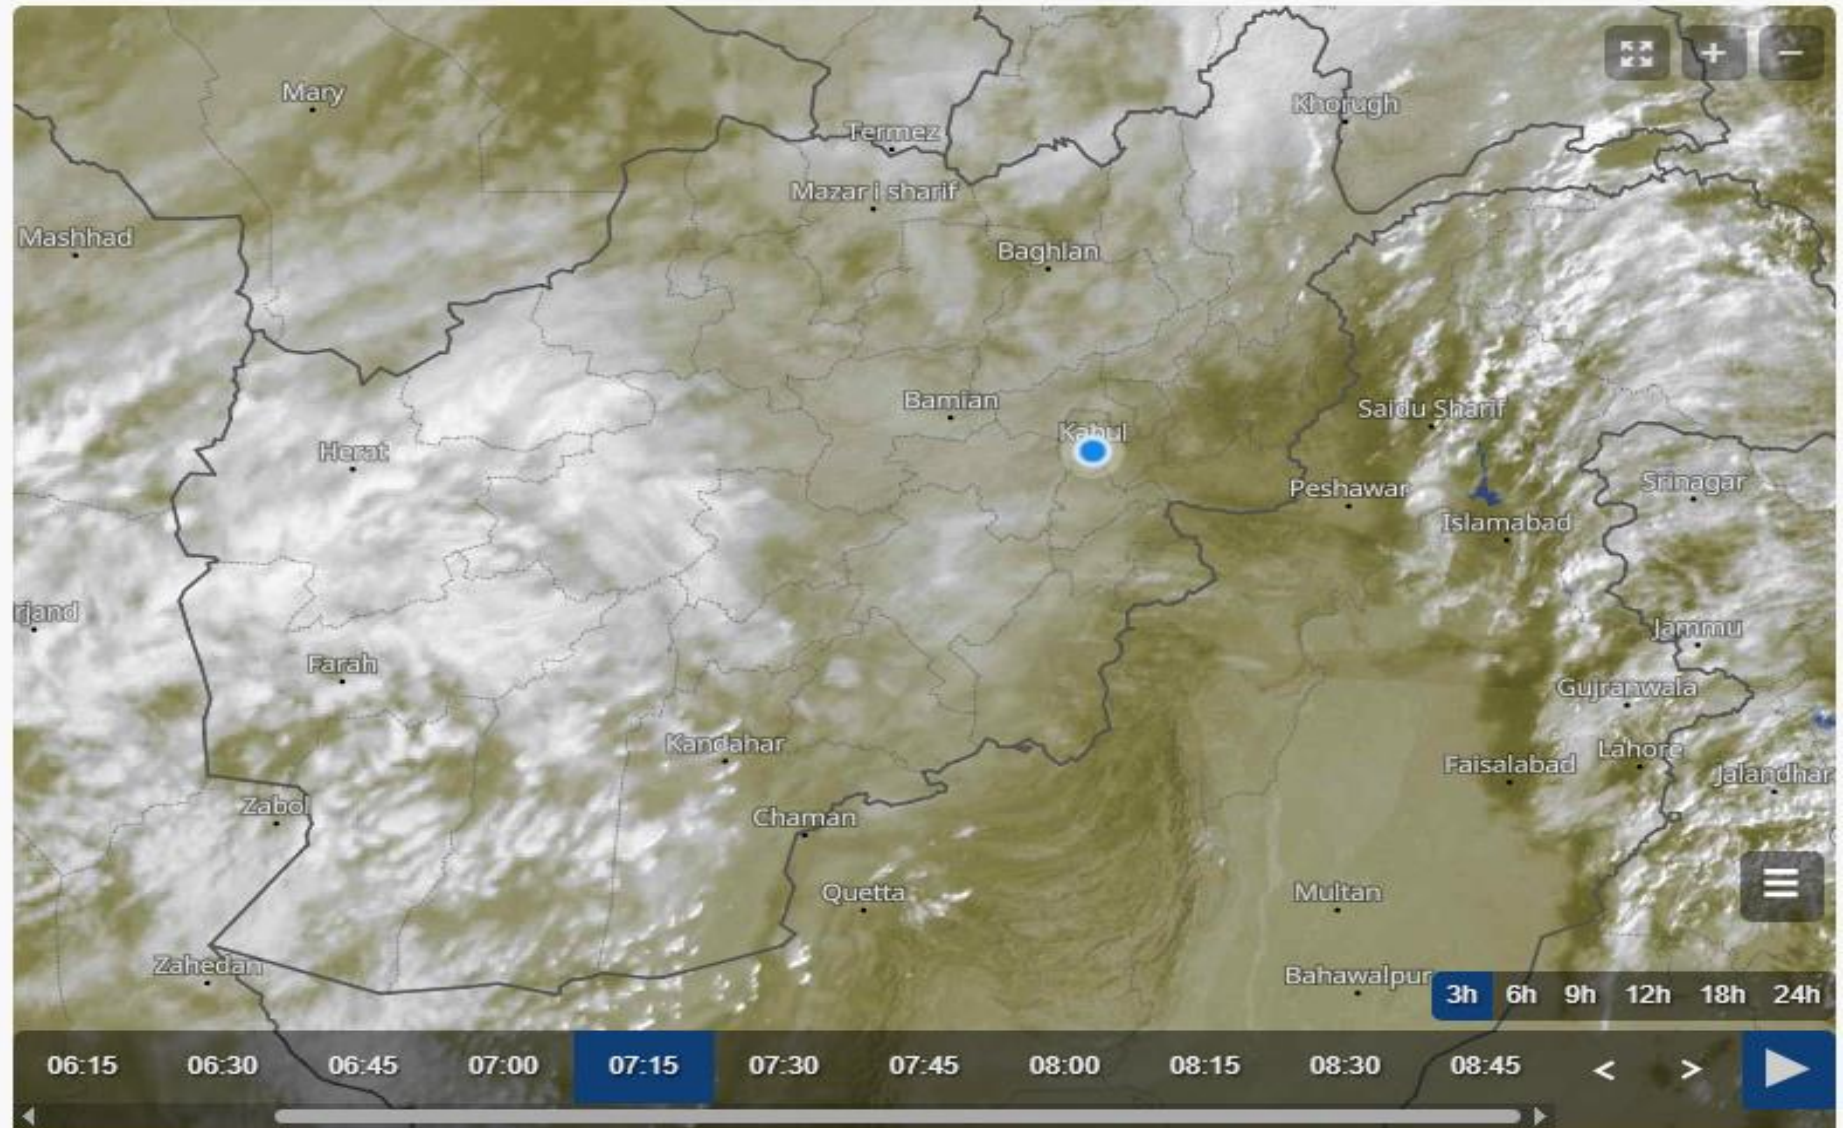 + −
Mary
Khorugh
Termez
Mazar i sharif
Mashhad
Baghlan
Bamian
Saidu Sharif
Kabul
Herat
Srinagar
Peshawar
Islamabad
rjand
Jammu
Farah
Gujranwala
Kandahar
Lahore
Faisalabad
Jalandhar
Zabol
Chaman
Quetta
Multan
Zahedan
Bahawalpur
3h 6h 9h 12h 18h 24h
06:15 06:30 06:45 07:00 07:15 07:30 07:45 08:00 08:15 08:30 08:45 < >